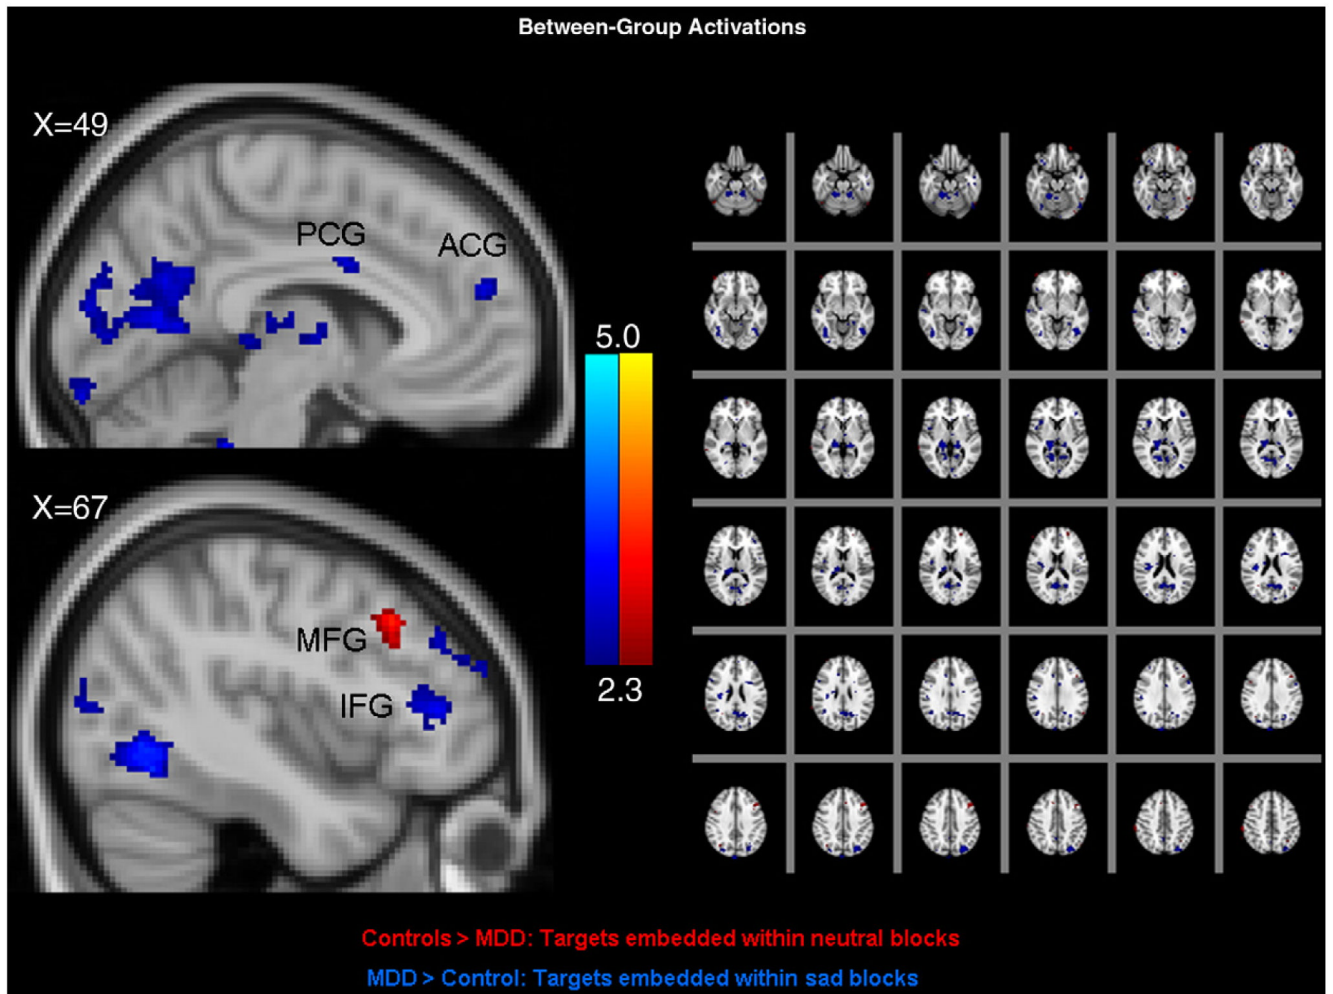 Between-Group Activations
X=49
PCG
ACG
5.0
X=67
MFG
2.3
IFG
Controls > MDD: Targets embedded within neutral blocks
MDD > Control: Targets embedded within sad blocks